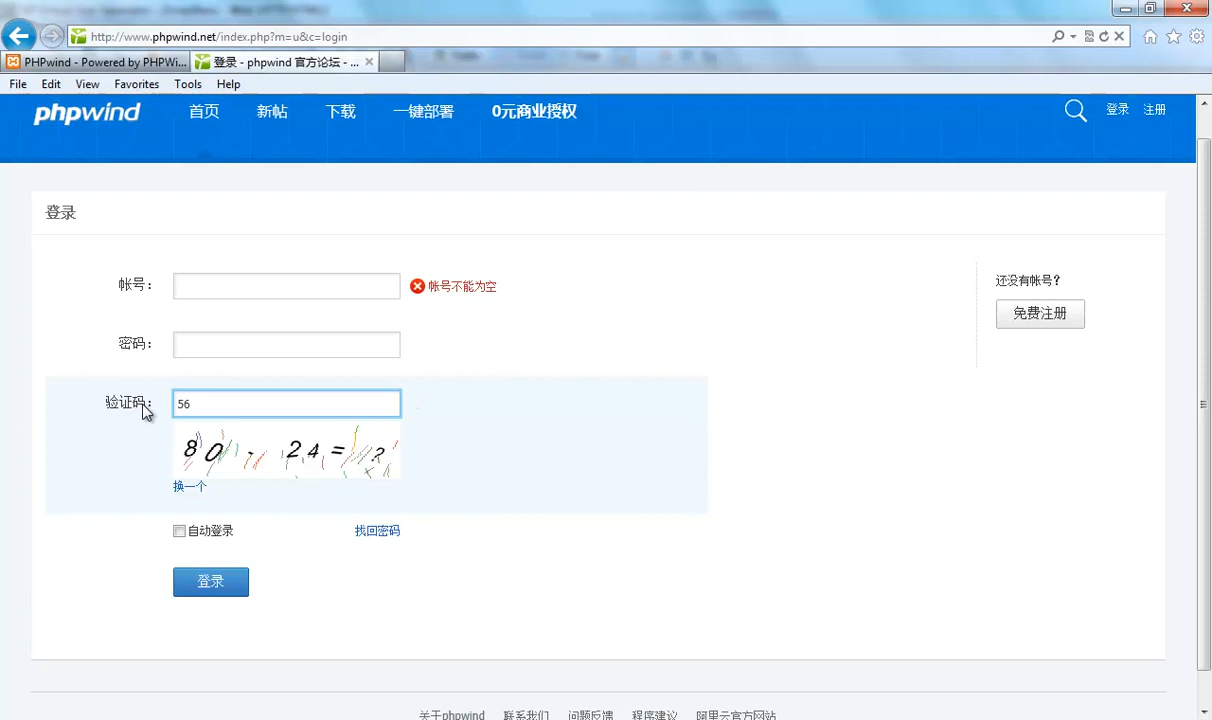 http://www.phpwind.net/index.php?m=u&c=login
PHPwind - Powered by PHPWi...
登录 - phpwind 官方论坛 - ...
File Edit View Favorites Tools Help
phpwind 首页 新帖 下载 一键部署 0元商业授权 登录 注册
登录
帐号： 帐号不能为空
还没有帐号？
免费注册
密码：
验证码： 56
80 - 24 = ?
换一个
自动登录 找回密码
登录
关于phpwind 联系我们 问题反馈 程序建议 阿里云官方网站